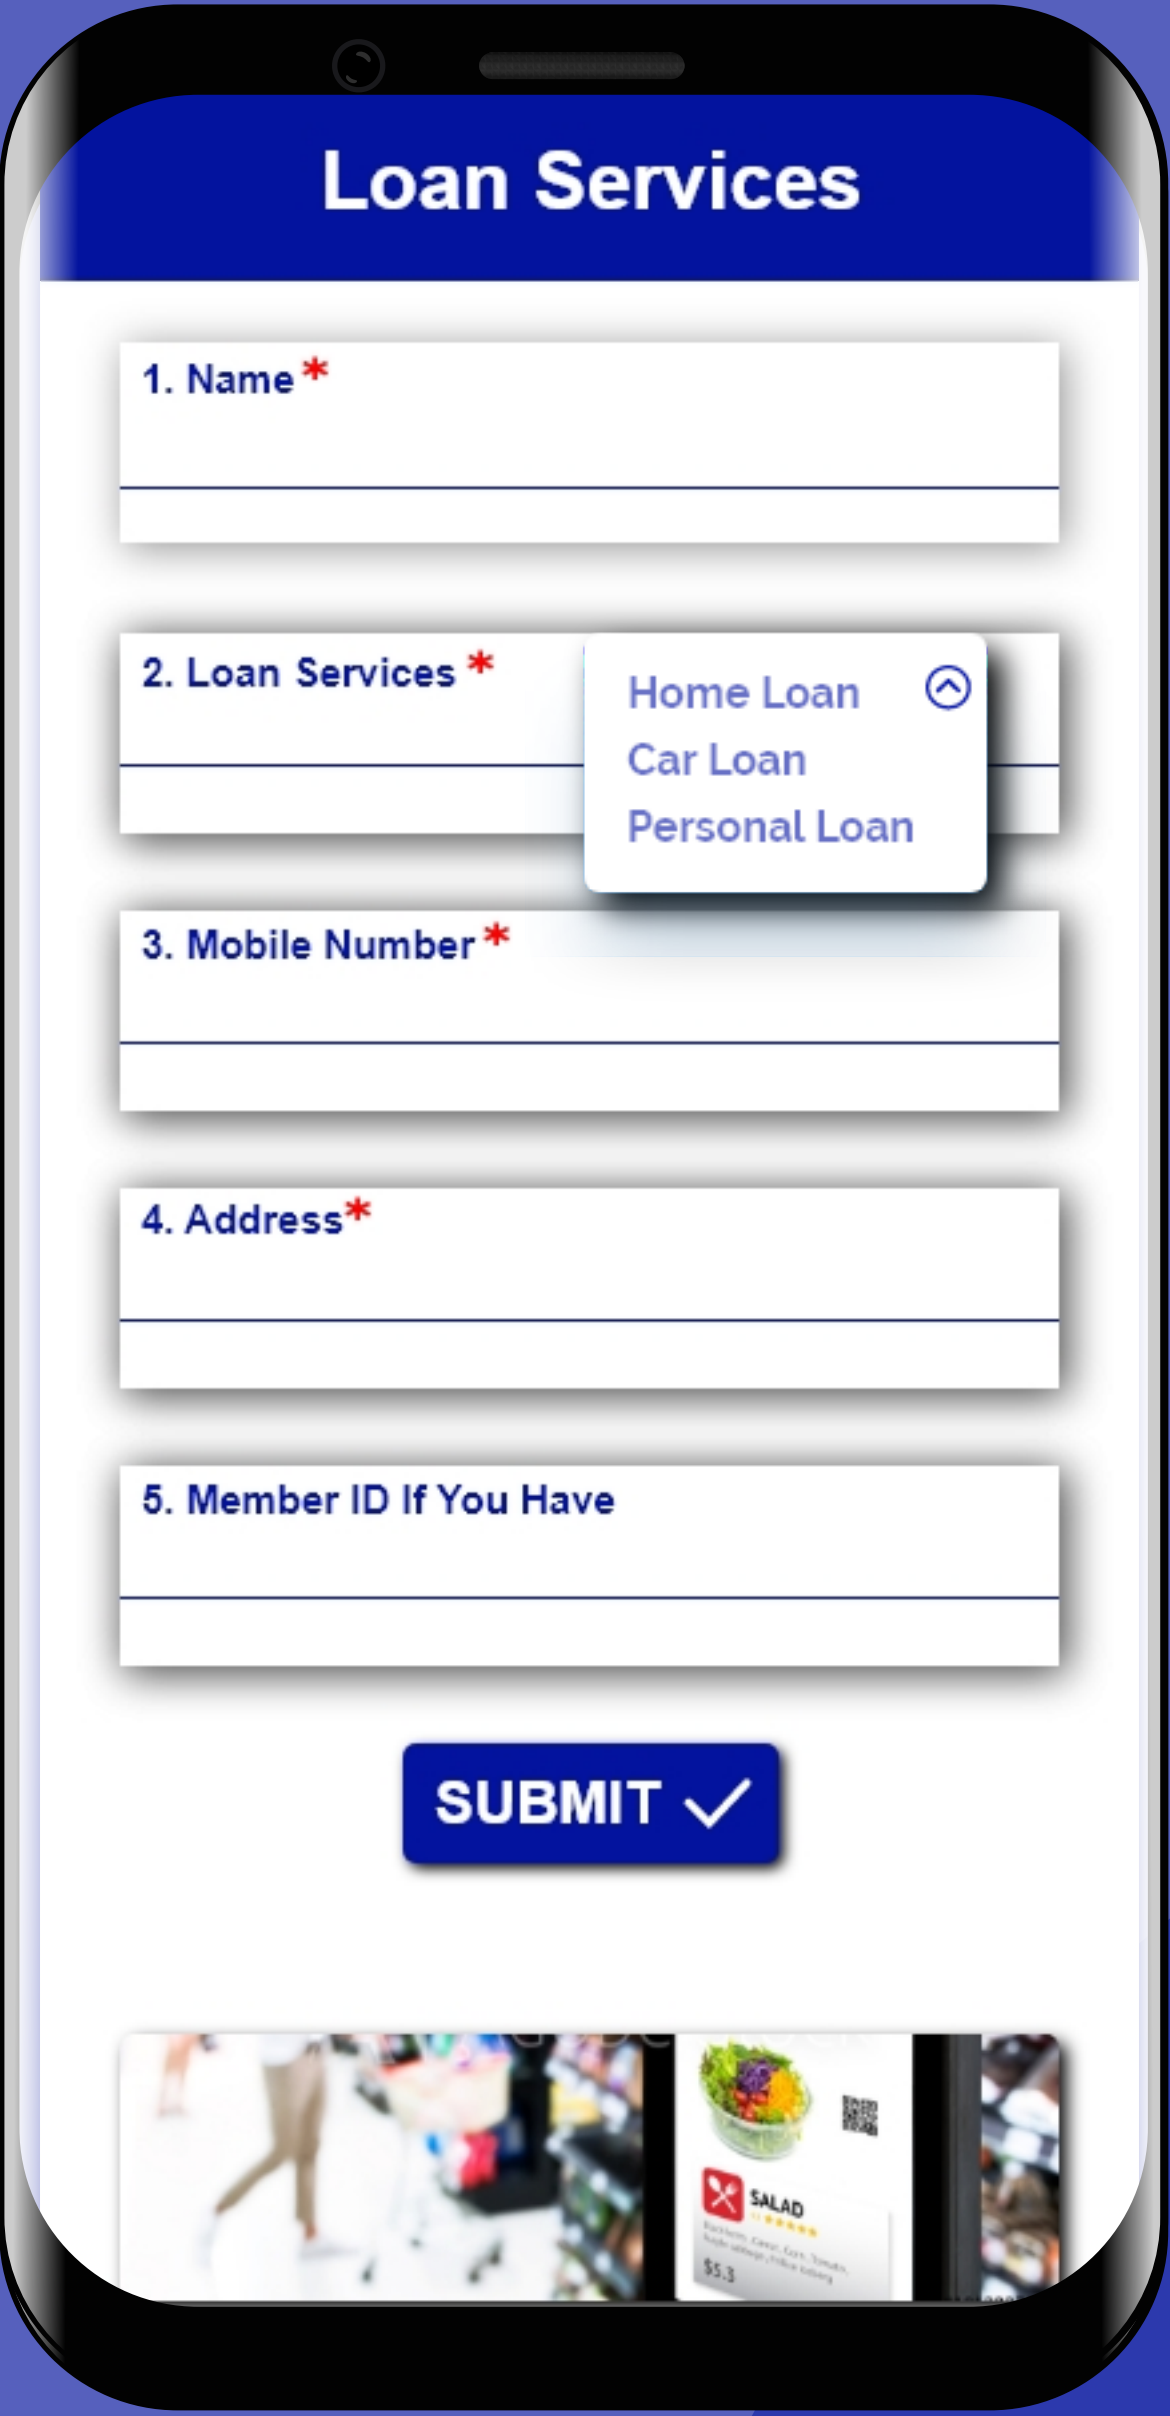 Loan Services
1. Name *
2. Loan Services *
Home Loan
Car Loan
Personal Loan
3. Mobile Number *
4. Address*
5. Member ID If You Have
SUBMIT
SALAD
$5.3